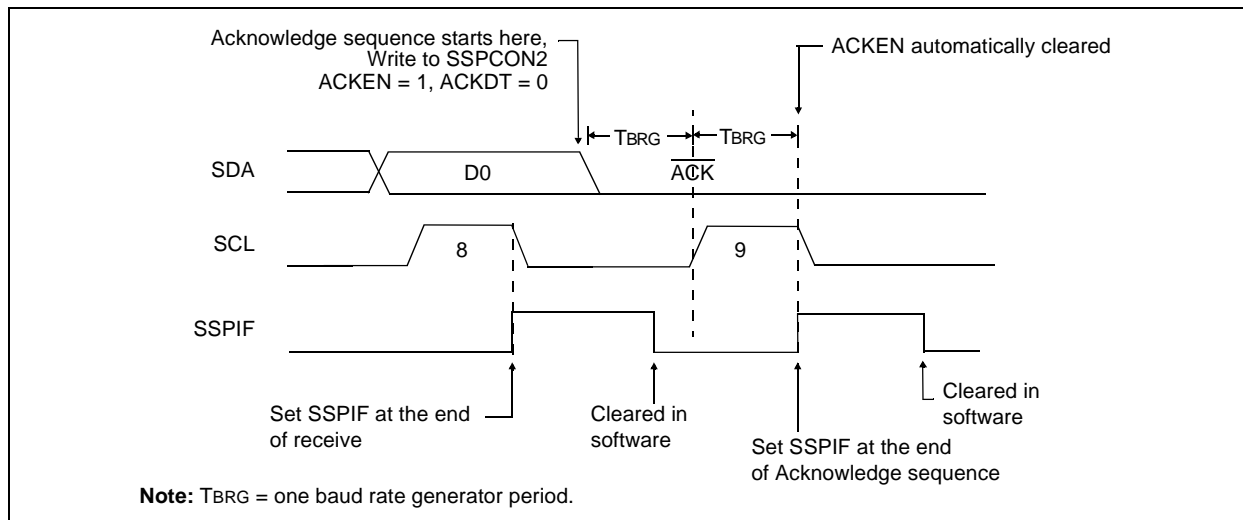 Acknowledge sequence starts here,
Write to SSPCON2
ACKEN = 1, ACKDT = 0
ACKEN automatically cleared
TBRG
TBRG
SDA
D0
ACK
SCL
8
9
SSPIF
Set SSPIF at the end
of receive
Cleared in
software
Set SSPIF at the end
of Acknowledge sequence
Cleared in
software
Note: TBRG = one baud rate generator period.